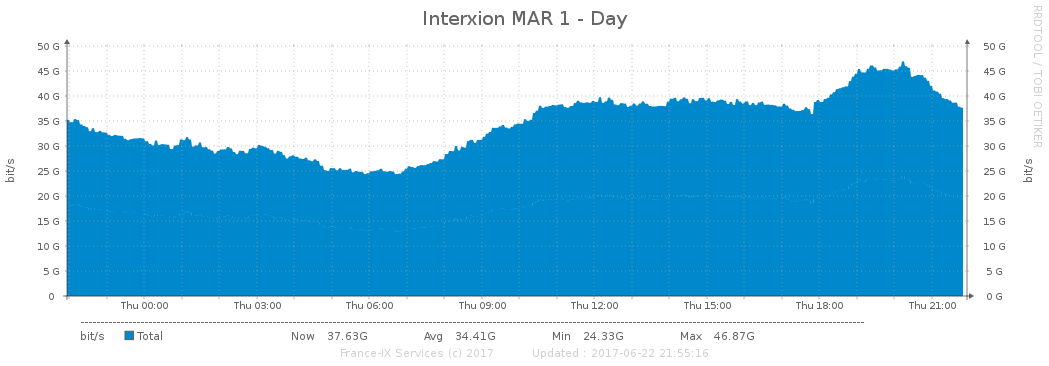 Interxion MAR 1 - Day
RRDTOOL / TOBI OETIKER
50 G 50 G
45 G 45 G
40 G 40 G
35 G 35 G
30 G 30 G
25 G 25 G
20 G 20 G
15 G 15 G
10 G 10 G
5 G 5 G
0 0 G
bit/s
bit/s
Thu 00:00 Thu 03:00 Thu 06:00 Thu 09:00 Thu 12:00 Thu 15:00 Thu 18:00 Thu 21:00
bit/s Total Now 37.63G Avg 34.41G Min 24.33G Max 46.87G
France-IX Services (c) 2017 Updated : 2017-06-22 21:55:16